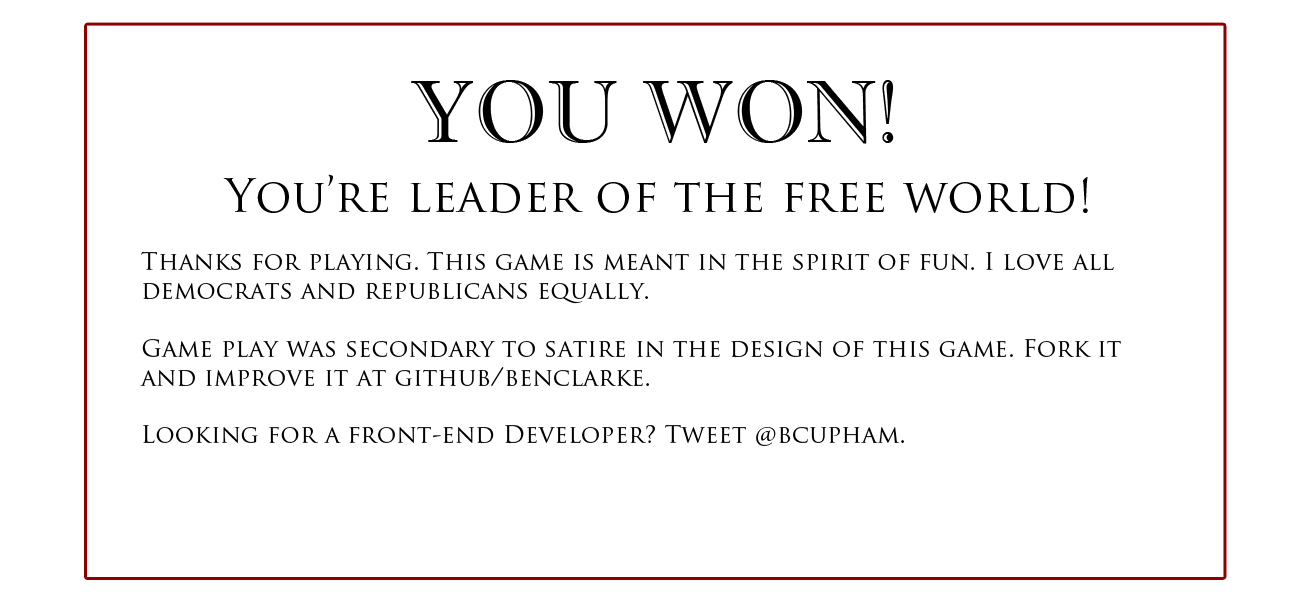 YOU WON!
You're leader of the free world!
Thanks for playing. This game is meant in the spirit of fun. I love all
democrats and republicans equally.
Game play was secondary to satire in the design of this game. Fork it
and improve it at github/benclarke.
Looking for a front-end Developer? Tweet @bcupham.